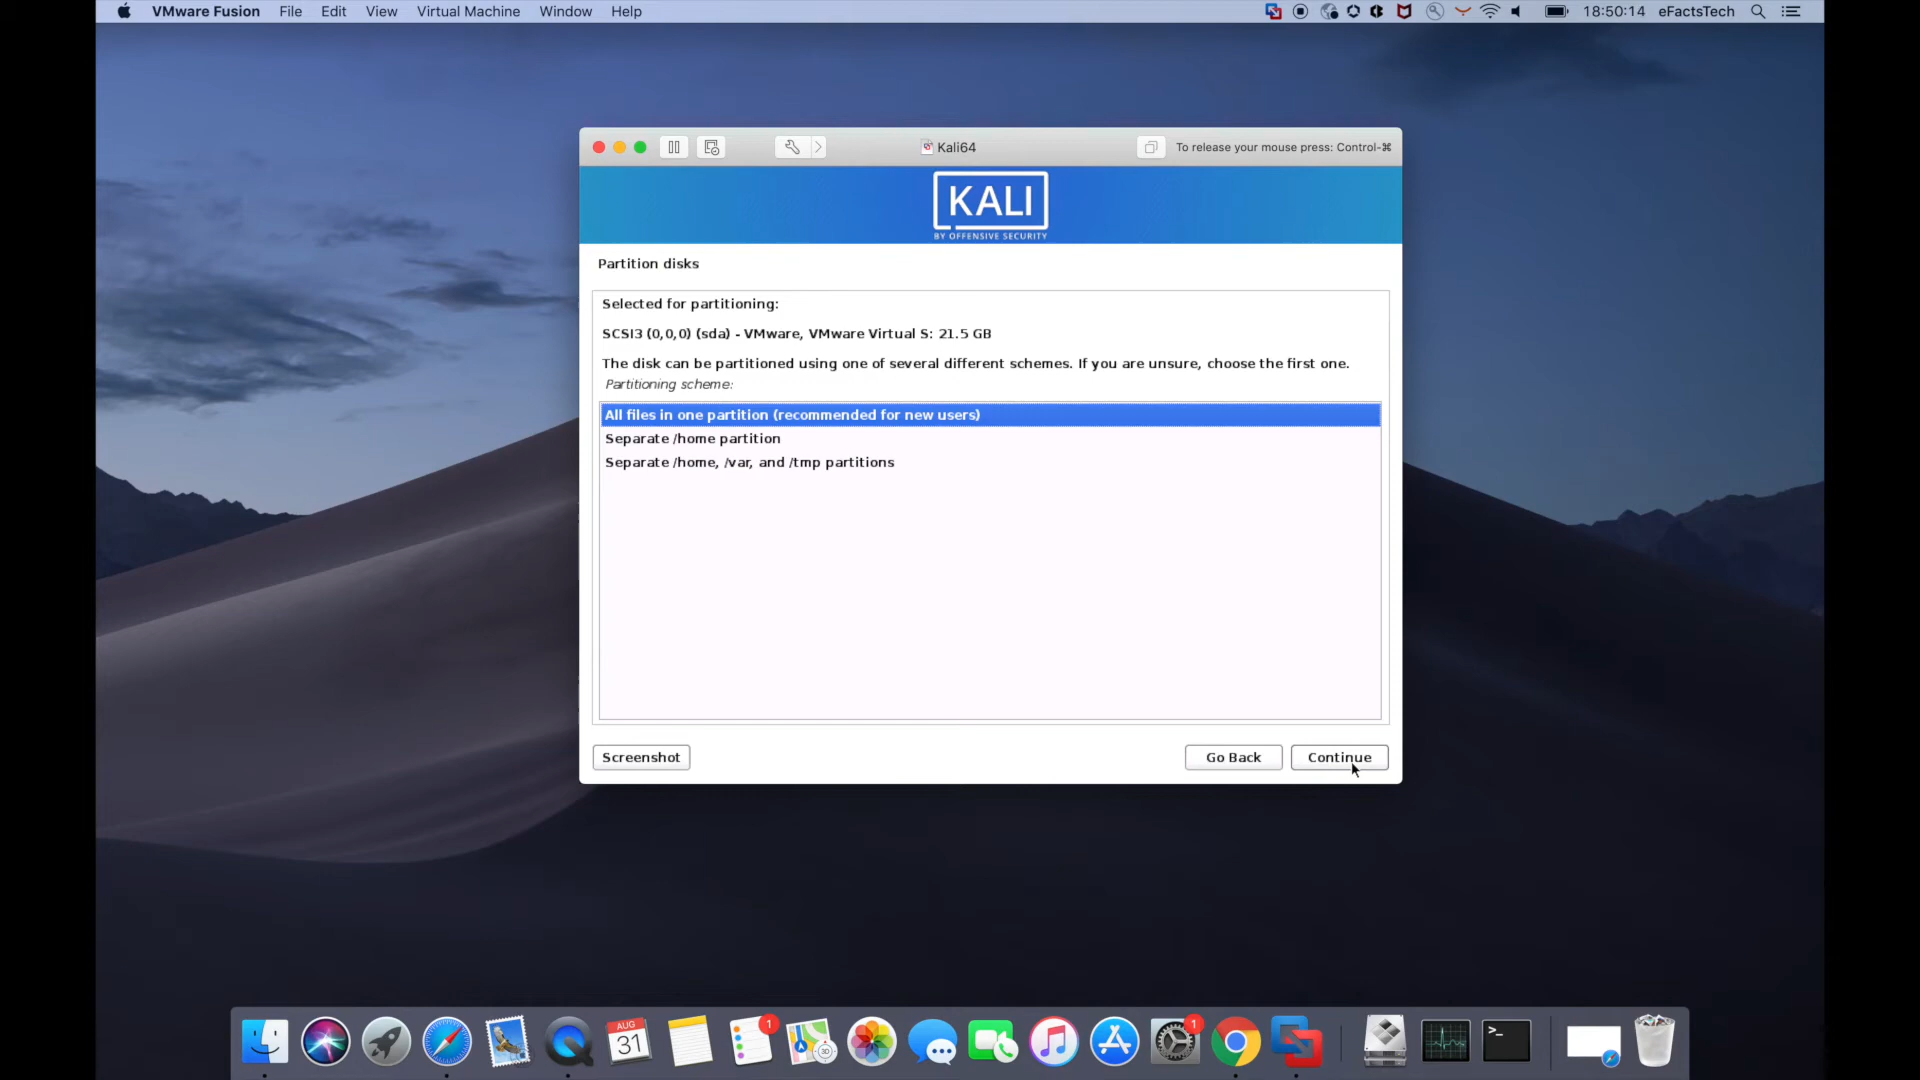 VMware Fusion File Edit View Virtual Machine Window Help 18:50:14 eFactsTech
Kali64 To release your mouse press: Control-⌘
KALI
BY OFFENSIVE SECURITY
Partition disks
Selected for partitioning:
SCSI3 (0,0,0) (sda) - VMware, VMware Virtual S: 21.5 GB
The disk can be partitioned using one of several different schemes. If you are unsure, choose the first one.
Partitioning scheme:
All files in one partition (recommended for new users)
Separate /home partition
Separate /home, /var, and /tmp partitions
Screenshot Go Back Continue
AUG
31
1
3D
1
>_